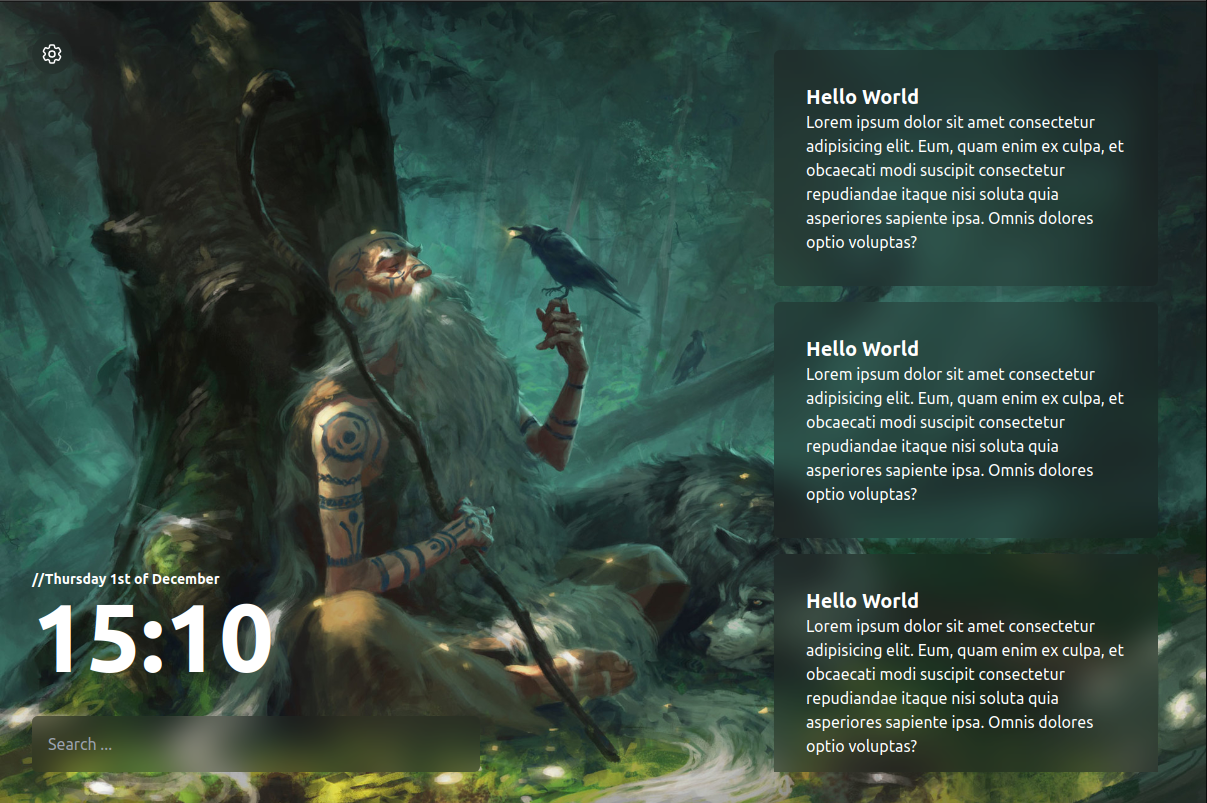 Hello World
Lorem ipsum dolor sit amet consectetur
adipisicing elit. Eum, quam enim ex culpa, et
obcaecati modi suscipit consectetur
repudiandae itaque nisi soluta quia
asperiores sapiente ipsa. Omnis dolores
optio voluptas?
Hello World
Lorem ipsum dolor sit amet consectetur
adipisicing elit. Eum, quam enim ex culpa, et
obcaecati modi suscipit consectetur
repudiandae itaque nisi soluta quia
asperiores sapiente ipsa. Omnis dolores
optio voluptas?
Hello World
Lorem ipsum dolor sit amet consectetur
adipisicing elit. Eum, quam enim ex culpa, et
obcaecati modi suscipit consectetur
repudiandae itaque nisi soluta quia
asperiores sapiente ipsa. Omnis dolores
optio voluptas?
//Thursday 1st of December
15:10
Search ...